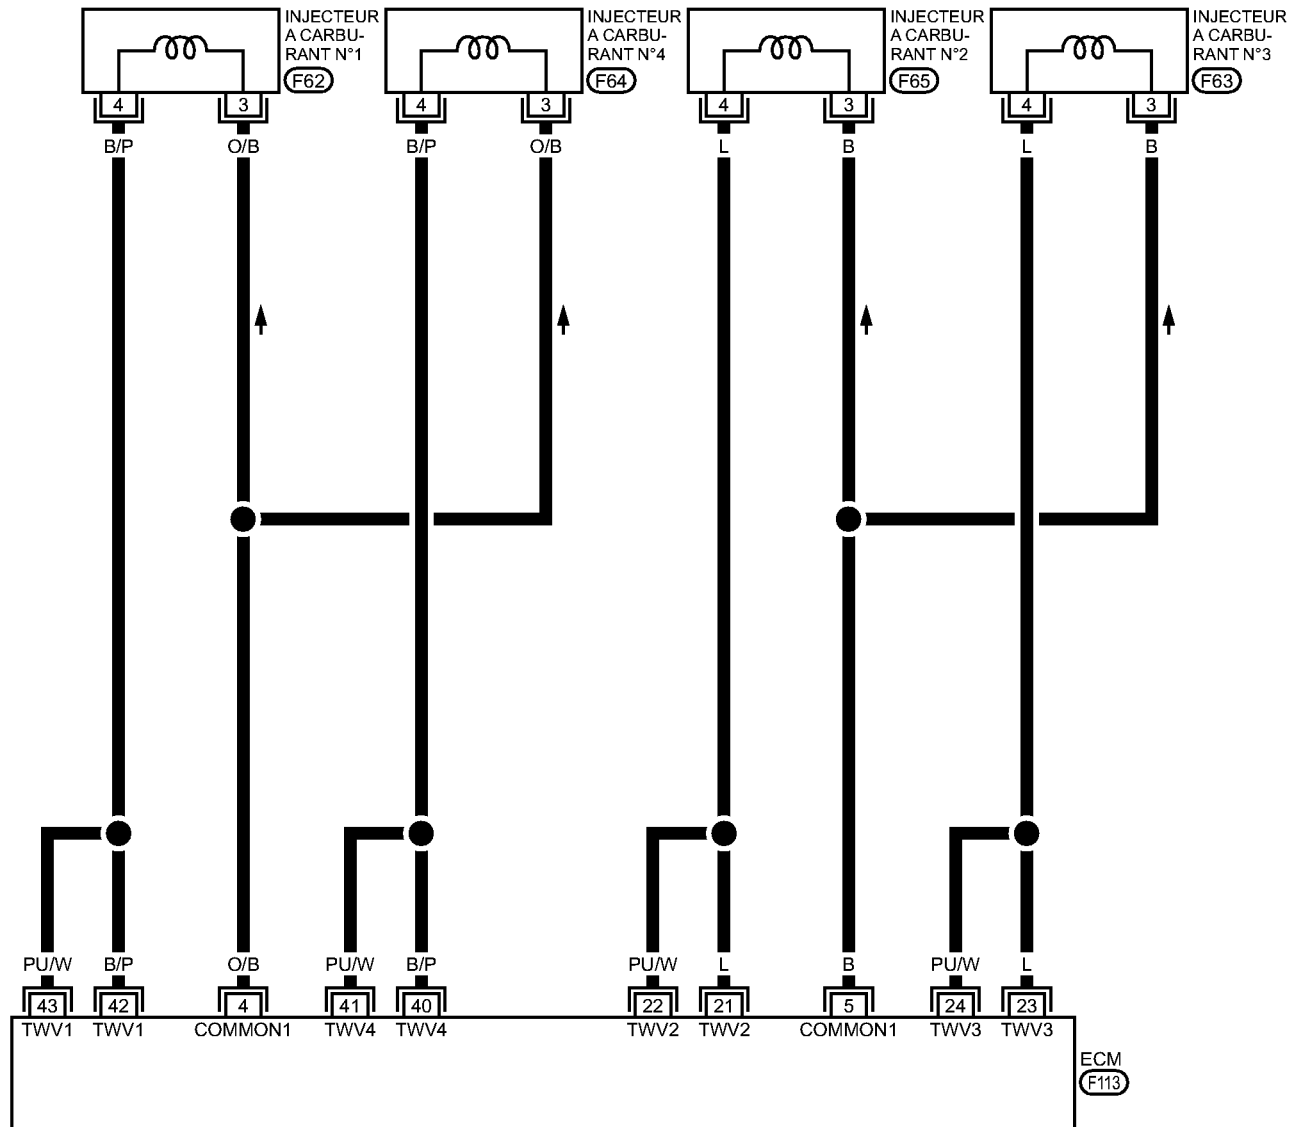 INJECTEUR
A CARBU-
RANT N°1
F62
INJECTEUR
A CARBU-
RANT N°4
F64
INJECTEUR
A CARBU-
RANT N°2
F65
INJECTEUR
A CARBU-
RANT N°3
F63
4 3 4 3 4 3 4 3
B/P O/B B/P O/B L B L B
PU/W B/P O/B PU/W B/P PU/W L B PU/W L
43 42 4 41 40 22 21 5 24 23
TWV1 TWV1 COMMON1 TWV4 TWV4 TWV2 TWV2 COMMON1 TWV3 TWV3
ECM
F113